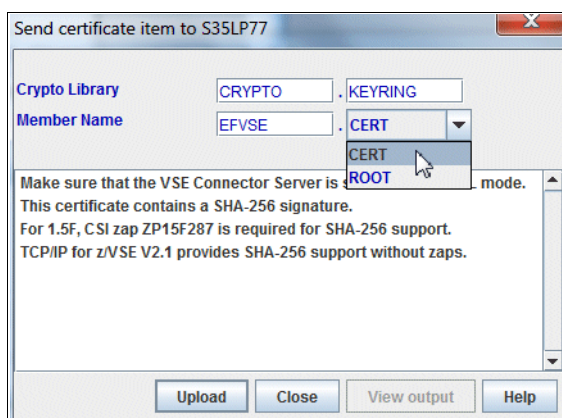 Send certificate item to S35LP77
Crypto Library CRYPTO . KEYRING
Member Name EFVSE . CERT
CERT
ROOT
Make sure that the VSE Connector Server is L mode.
This certificate contains a SHA-256 signature.
For 1.5F, CSI zap ZP15F287 is required for SHA-256 support.
TCP/IP for z/VSE V2.1 provides SHA-256 support without zaps.
Upload Close View output Help